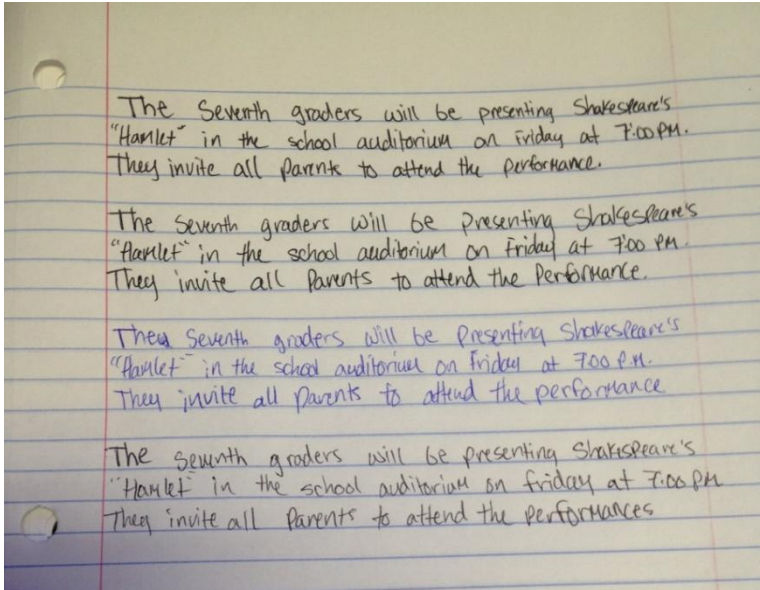 The Seventh graders will be presenting Shakespeare's
"Hamlet" in the school auditorium on Friday at 7:00 PM.
They invite all Parents to attend the performance.
The Seventh graders will be Presenting Shakespeare's
"Hamlet" in the school auditorium on Friday at 7:00 PM.
They invite all Parents to attend the Performance.
They Seventh graders will be Presenting Shakespeare's
"Hamlet" in the school auditorium on Friday at 7:00 P.M.
They invite all Parents to attend the performance
The Seventh graders will be presenting Shakespeare's
"Hamlet" in the school auditorium on friday at 7:00 PM
They invite all Parents to attend the performances